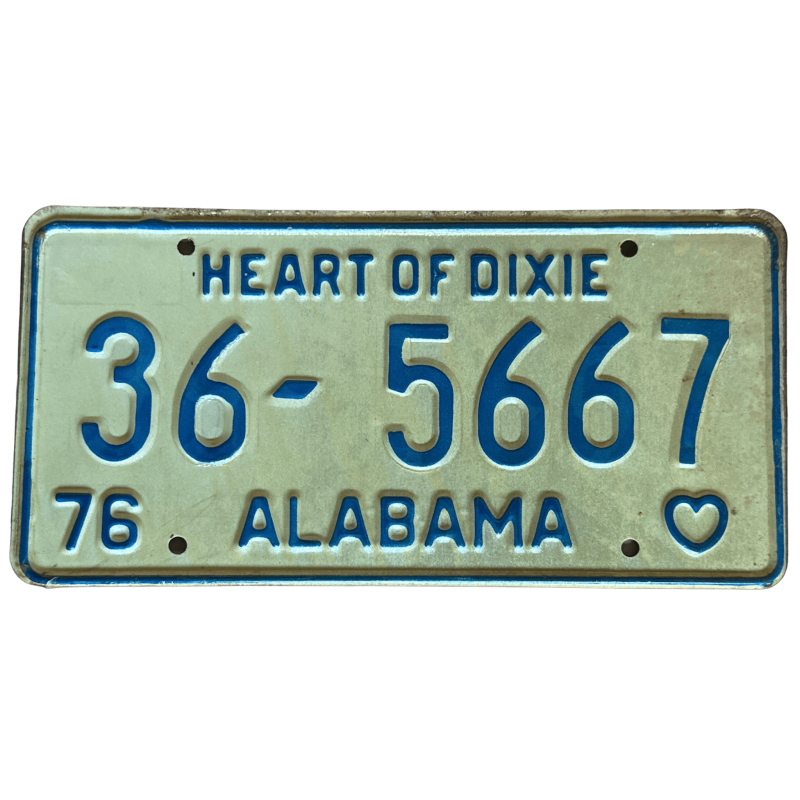 HEART OF DIXIE
36-5667
76 ALABAMA